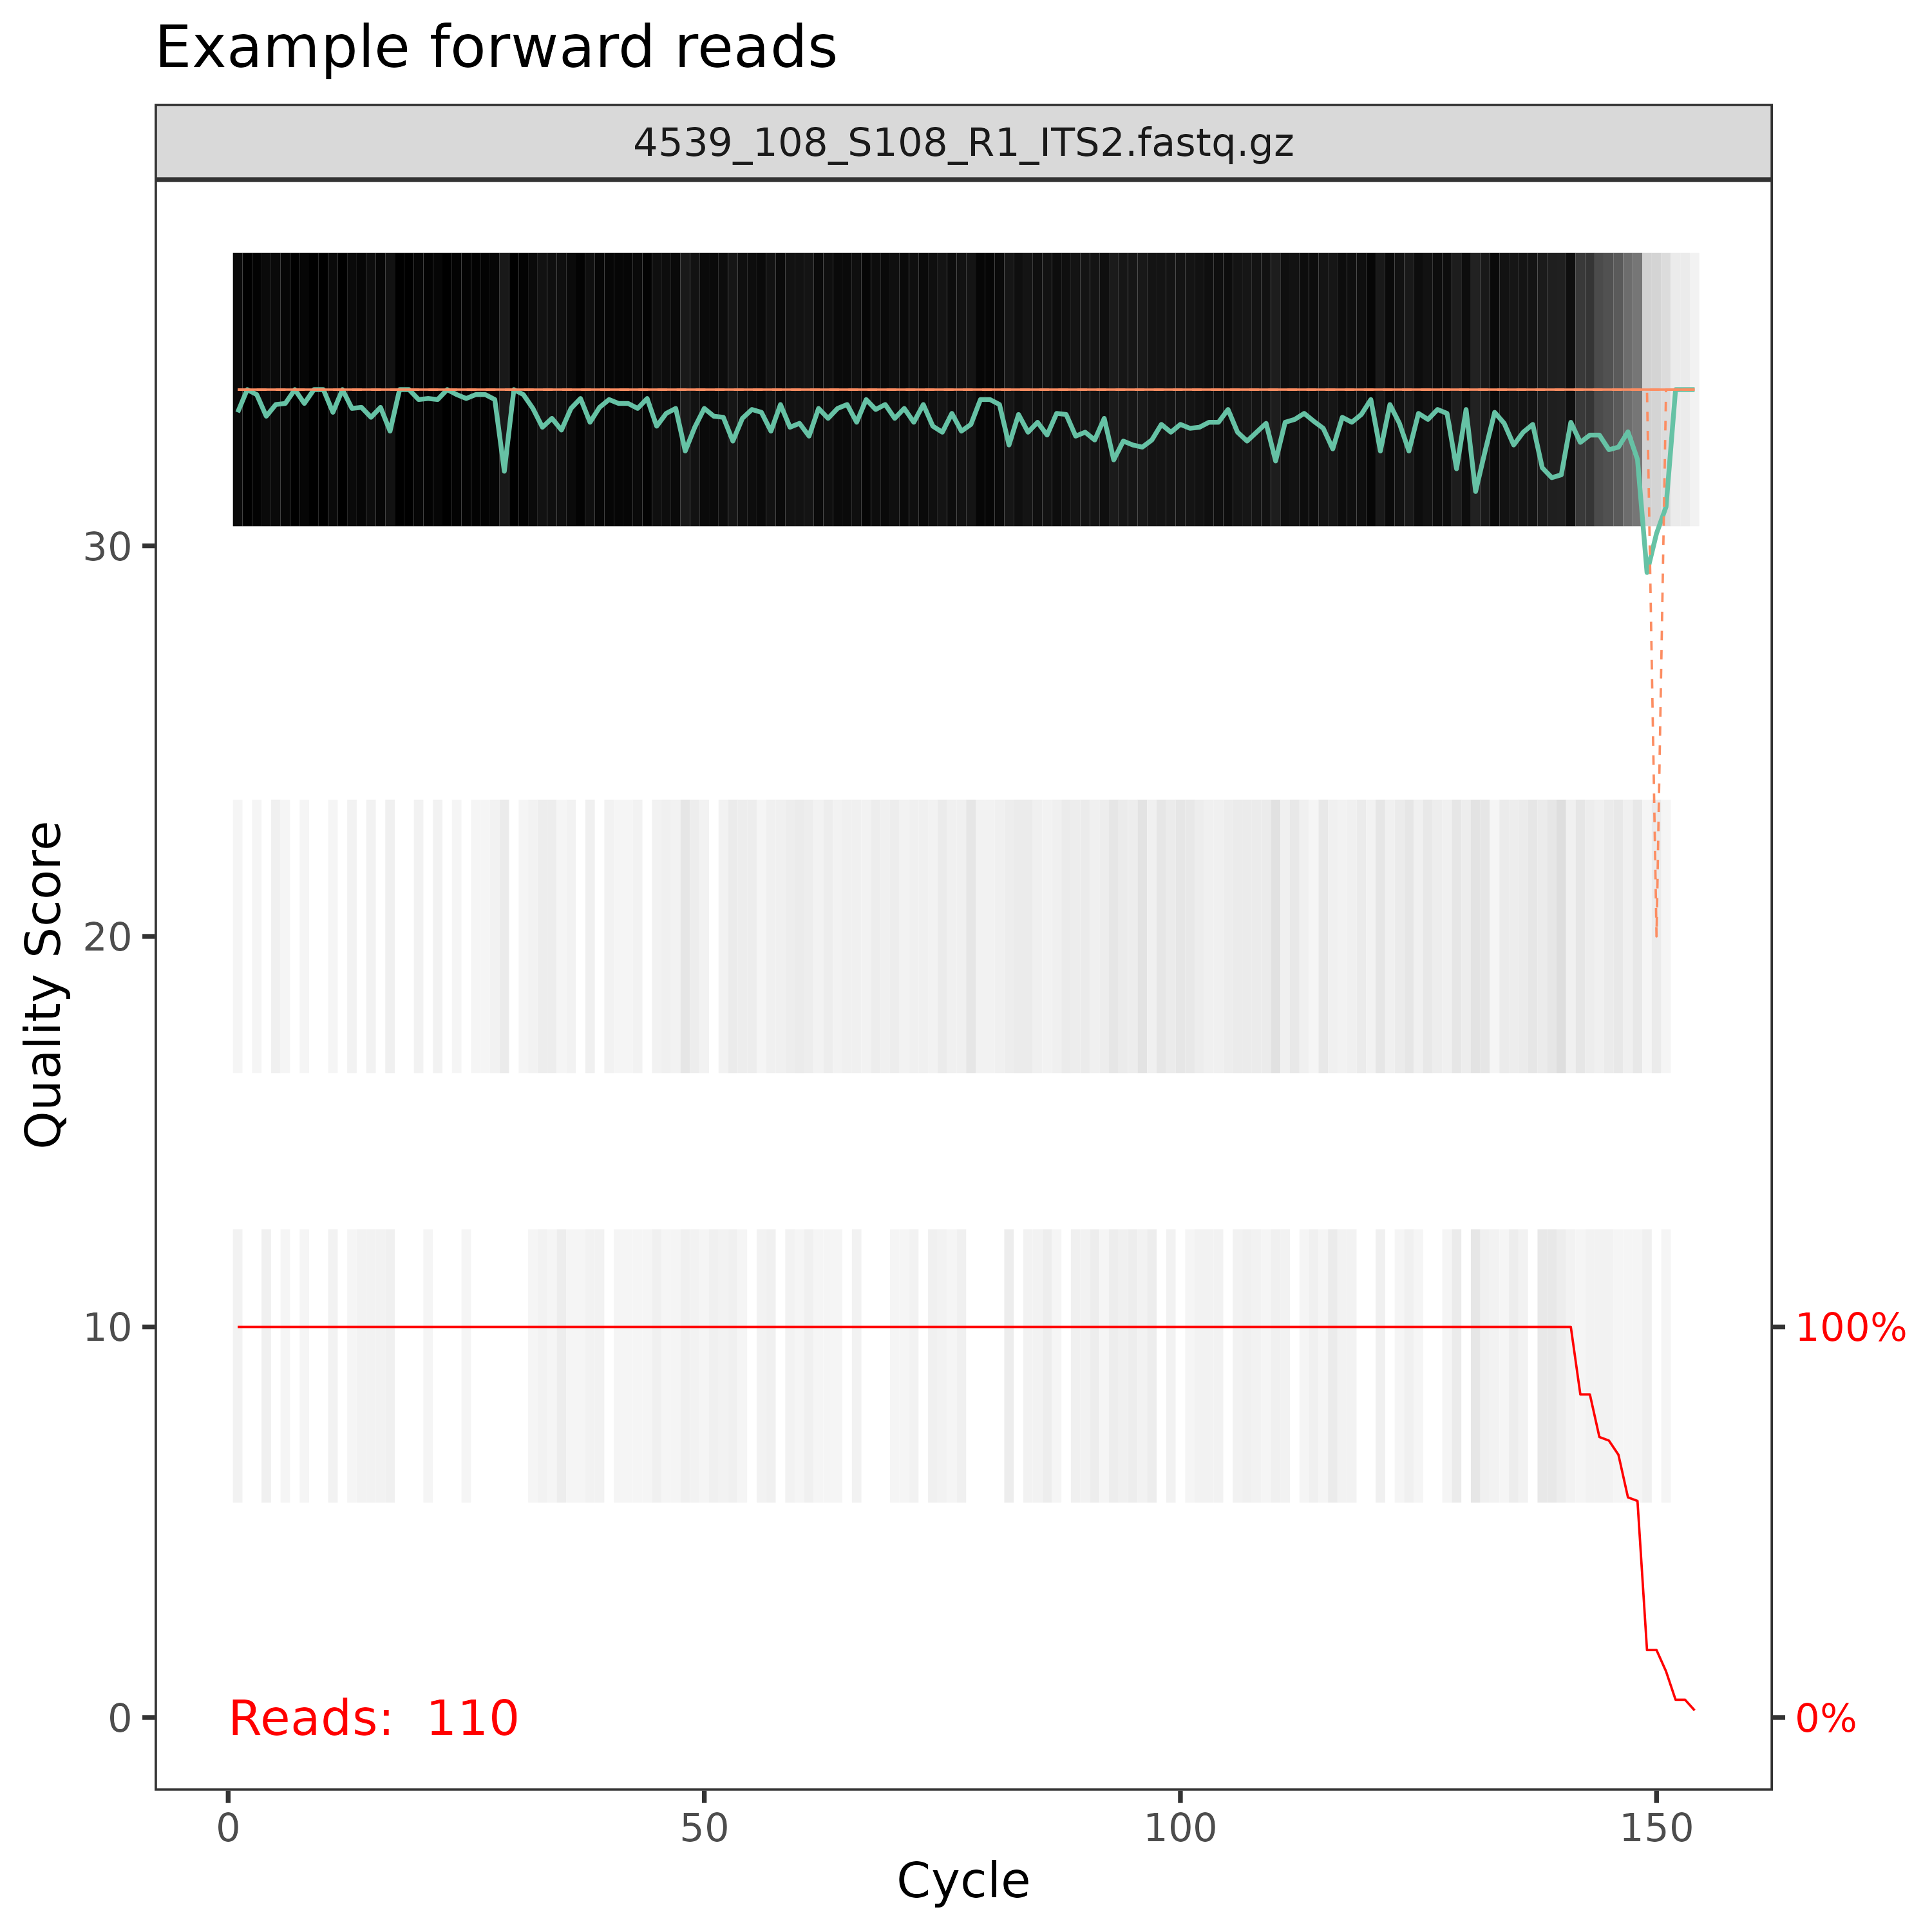 Example forward reads
4539_108_S108_R1_ITS2.fastq.gz
Quality Score
30
20
10
0
100%
0%
Reads:  110
0
50
100
150
Cycle